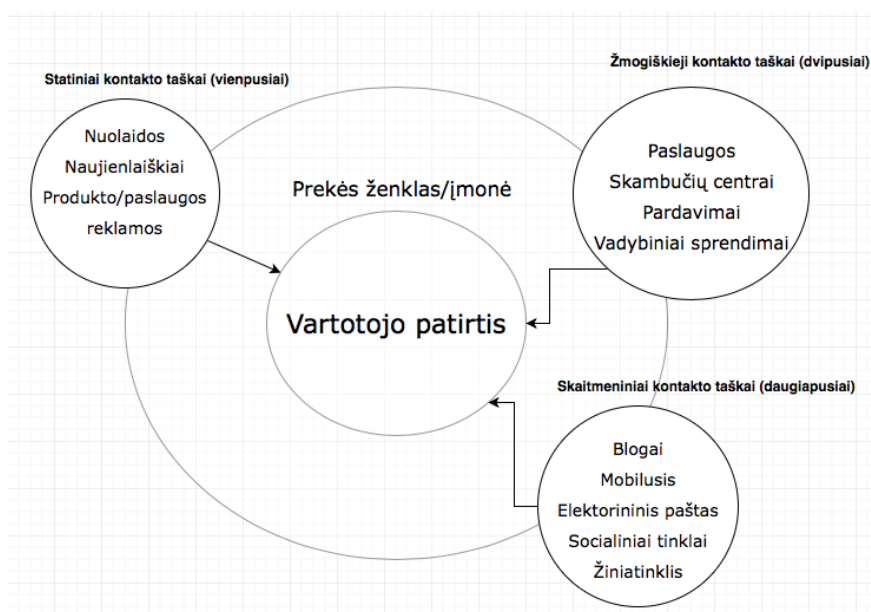 Statiniai kontakto taškai (vienpusiai)
Nuolaidos
Naujienlaiškiai
Produkto/paslaugos
reklamos
Žmogiškieji kontakto taškai (dvipusiai)
Paslaugos
Skambučių centrai
Pardavimai
Vadybiniai sprendimai
Prekės ženklas/įmonė
Vartotojo patirtis
Skaitmeniniai kontakto taškai (daugiapusiai)
Blogai
Mobilusis
Elektorininis paštas
Socialiniai tinklai
Žiniatinklis